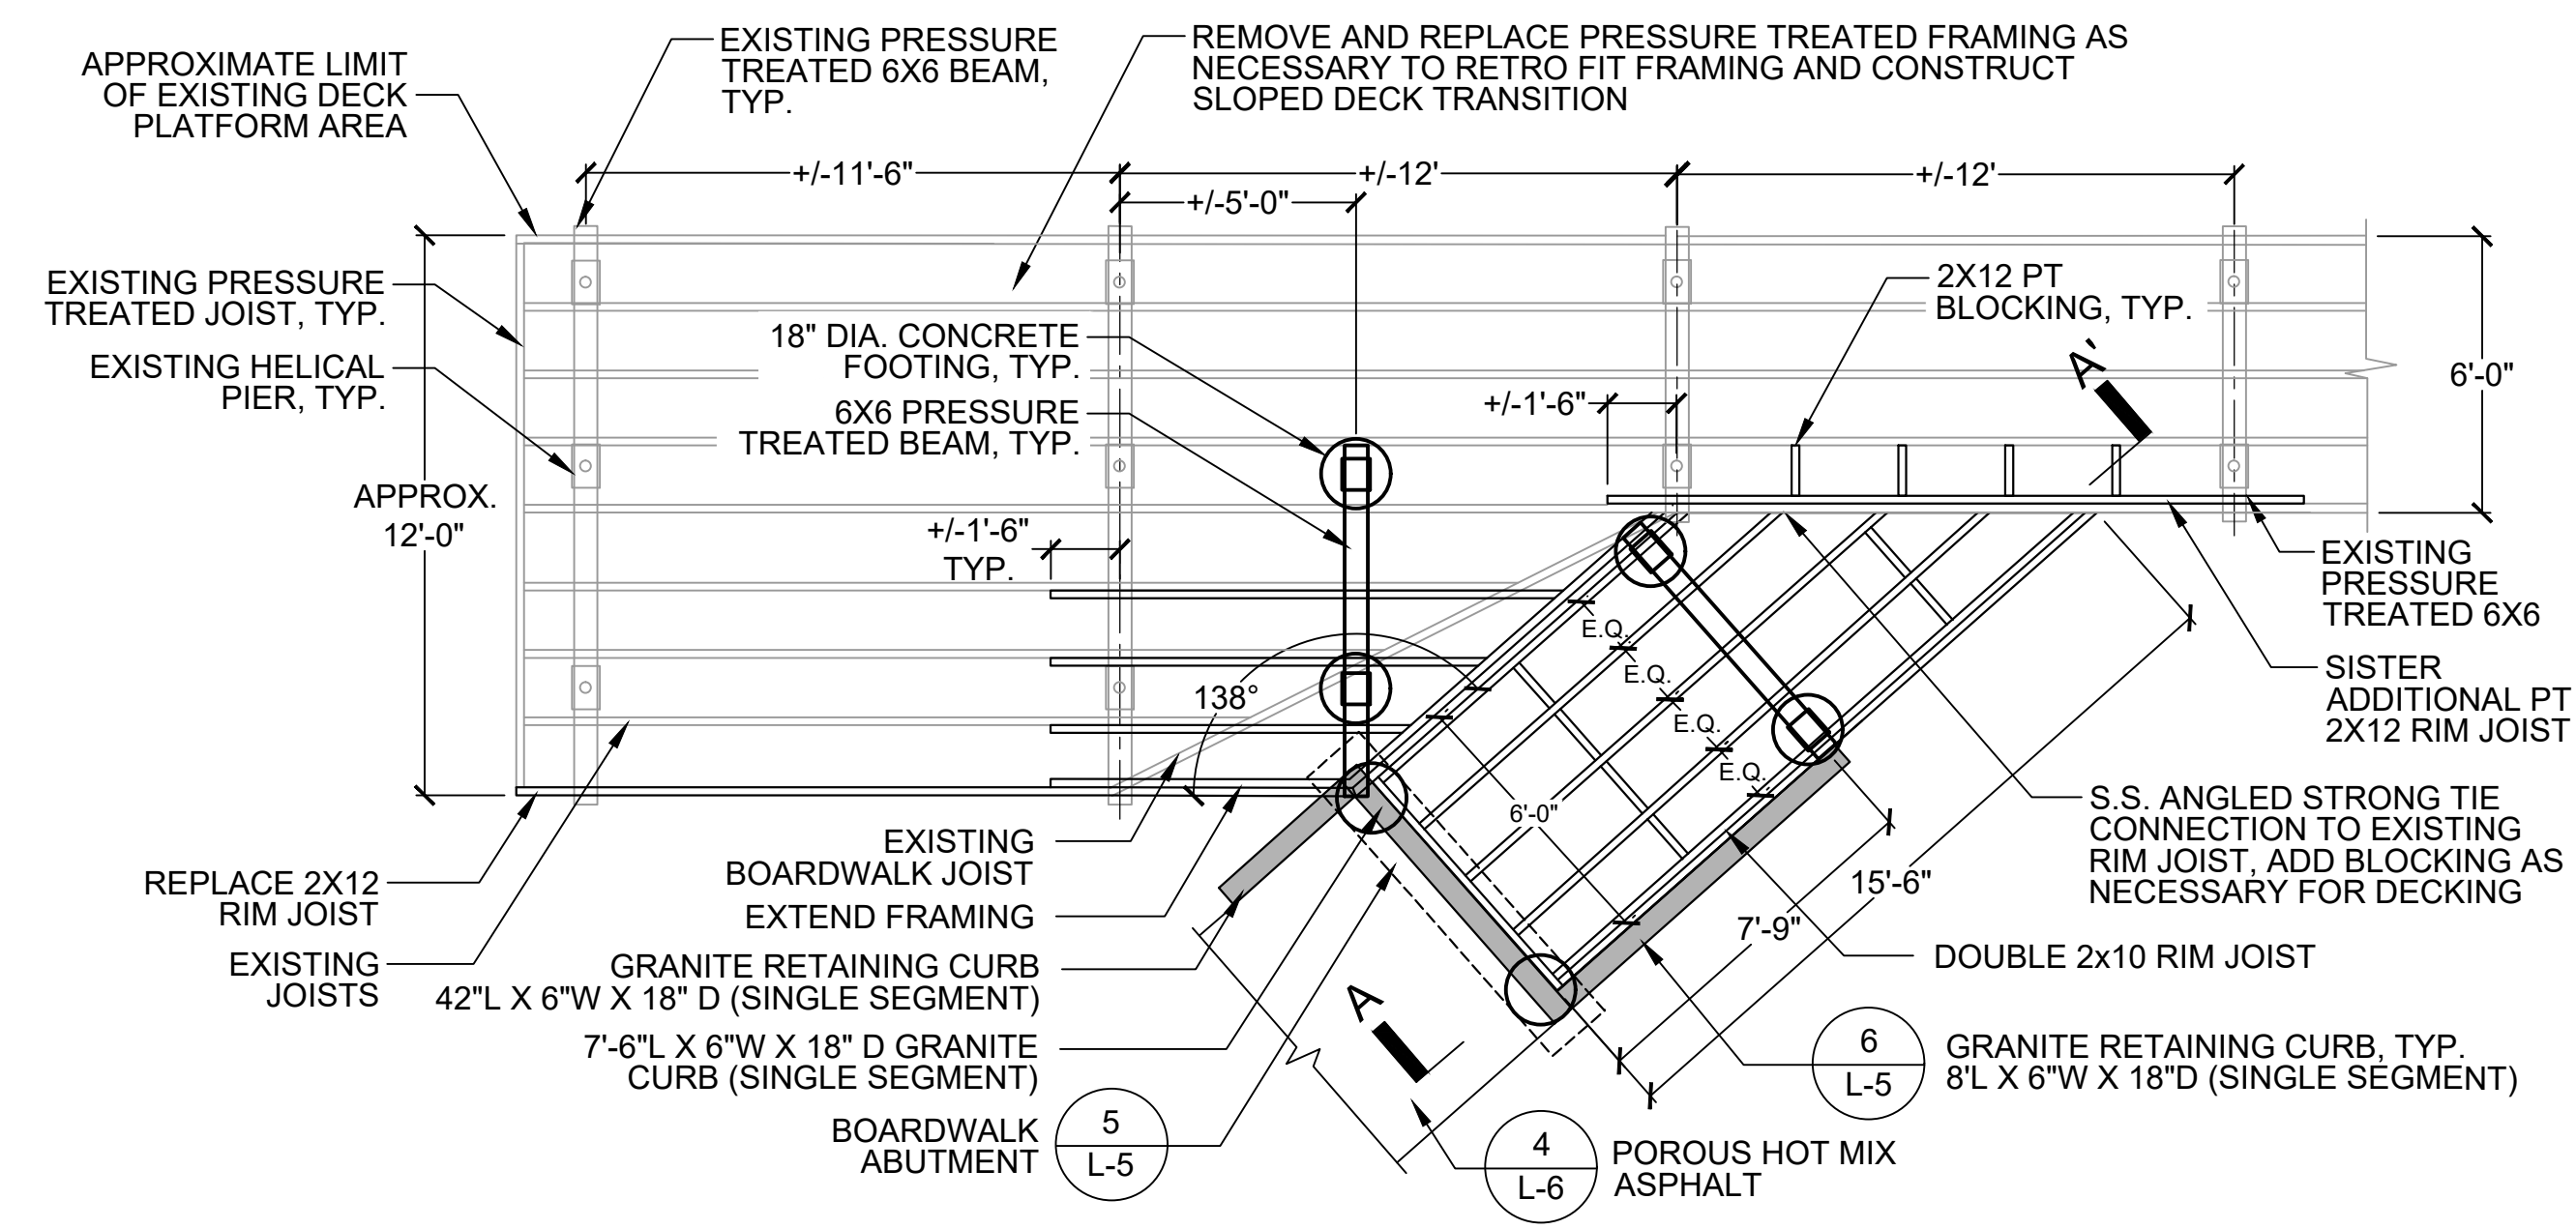 EXISTING PRESSURE
TREATED 6X6 BEAM,
TYP.
REMOVE AND REPLACE PRESSURE TREATED FRAMING AS
NECESSARY TO RETRO FIT FRAMING AND CONSTRUCT
SLOPED DECK TRANSITION
APPROXIMATE LIMIT
OF EXISTING DECK
PLATFORM AREA
+/-11'-6"
+/-12'
+/-12'
+/-5'-0"
EXISTING PRESSURE
TREATED JOIST, TYP.
EXISTING HELICAL
PIER, TYP.
18" DIA. CONCRETE
FOOTING, TYP.
6X6 PRESSURE
TREATED BEAM, TYP.
2X12 PT
BLOCKING, TYP.
A'
6'-0"
+/-1'-6"
APPROX.
12'-0"
+/-1'-6"
TYP.
138°
E.Q.
E.Q.
E.Q.
E.Q.
6'-0"
EXISTING
PRESSURE
TREATED 6X6
SISTER
ADDITIONAL PT
2X12 RIM JOIST
S.S. ANGLED STRONG TIE
CONNECTION TO EXISTING
RIM JOIST, ADD BLOCKING AS
NECESSARY FOR DECKING
15'-6"
7'-9"
DOUBLE 2x10 RIM JOIST
REPLACE 2X12
RIM JOIST
EXISTING
JOISTS
EXISTING
BOARDWALK JOIST
EXTEND FRAMING
GRANITE RETAINING CURB
42"L X 6"W X 18" D (SINGLE SEGMENT)
7'-6"L X 6"W X 18" D GRANITE
CURB (SINGLE SEGMENT)
BOARDWALK
ABUTMENT
5
L-5
A
4
L-6
POROUS HOT MIX
ASPHALT
6
L-5
GRANITE RETAINING CURB, TYP.
8'L X 6"W X 18"D (SINGLE SEGMENT)